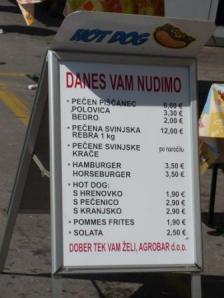 HOT DOG
DANES VAM NUDIMO
• PEČEN PIŠČANEC 6,60 €
POLOVICA 3,30 €
BEDRO 2,00 €
• PEČENA SVINJSKA 12,00 €
REBRA 1 kg
• PEČENE SVINJSKE po naročilu
KRAČE
• HAMBURGER 3,50 €
HORSEBURGER 3,50 €
• HOT DOG:
S HRENOVKO 1,90 €
S PEČENICO 2,90 €
S KRANJSKO 2,90 €
• POMMES FRITES 1,90 €
• SOLATA 2,50 €
DOBER TEK VAM ŽELI, AGROBAR d.o.o.